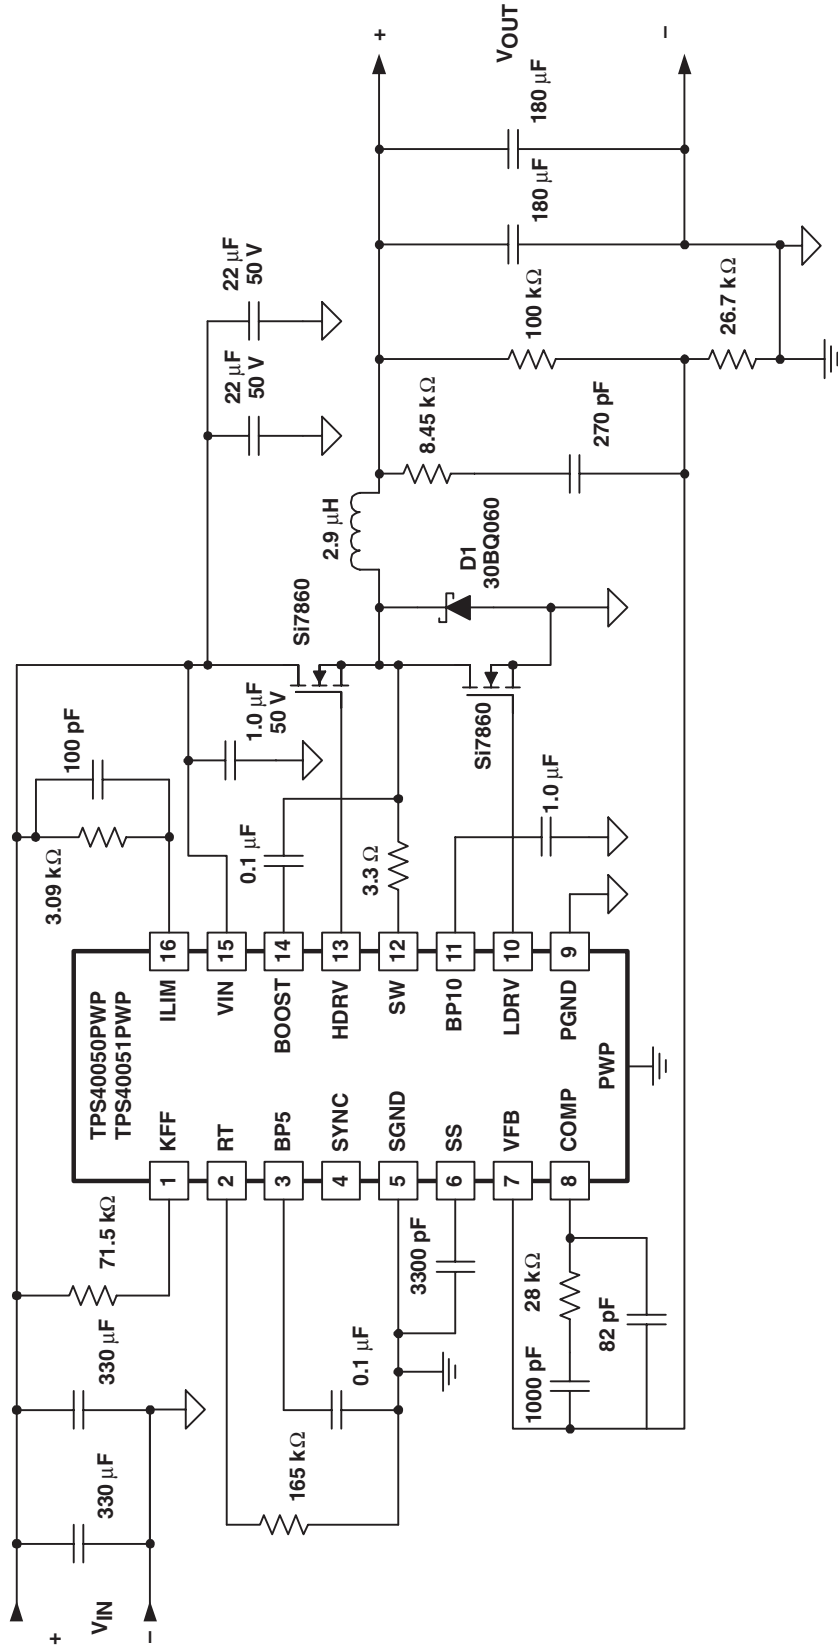 +
VIN
−
330 µF
330 µF
71.5 kΩ
165 kΩ
0.1 µF
3300 pF
1000 pF
28 kΩ
82 pF
TPS40050PWP
TPS40051PWP
1
KFF
2
RT
3
BP5
4
SYNC
5
SGND
6
SS
7
VFB
8
COMP
ILIM
16
VIN
15
BOOST
14
HDRV
13
SW
12
BP10
11
LDRV
10
PGND
9
PWP
3.09 kΩ
100 pF
1.0 µF
50 V
0.1 µF
3.3 Ω
1.0 µF
Si7860
Si7860
22 µF
50 V
22 µF
50 V
2.9 µH
D1
30BQ060
8.45 kΩ
270 pF
100 kΩ
26.7 kΩ
180 µF
180 µF
+
VOUT
−